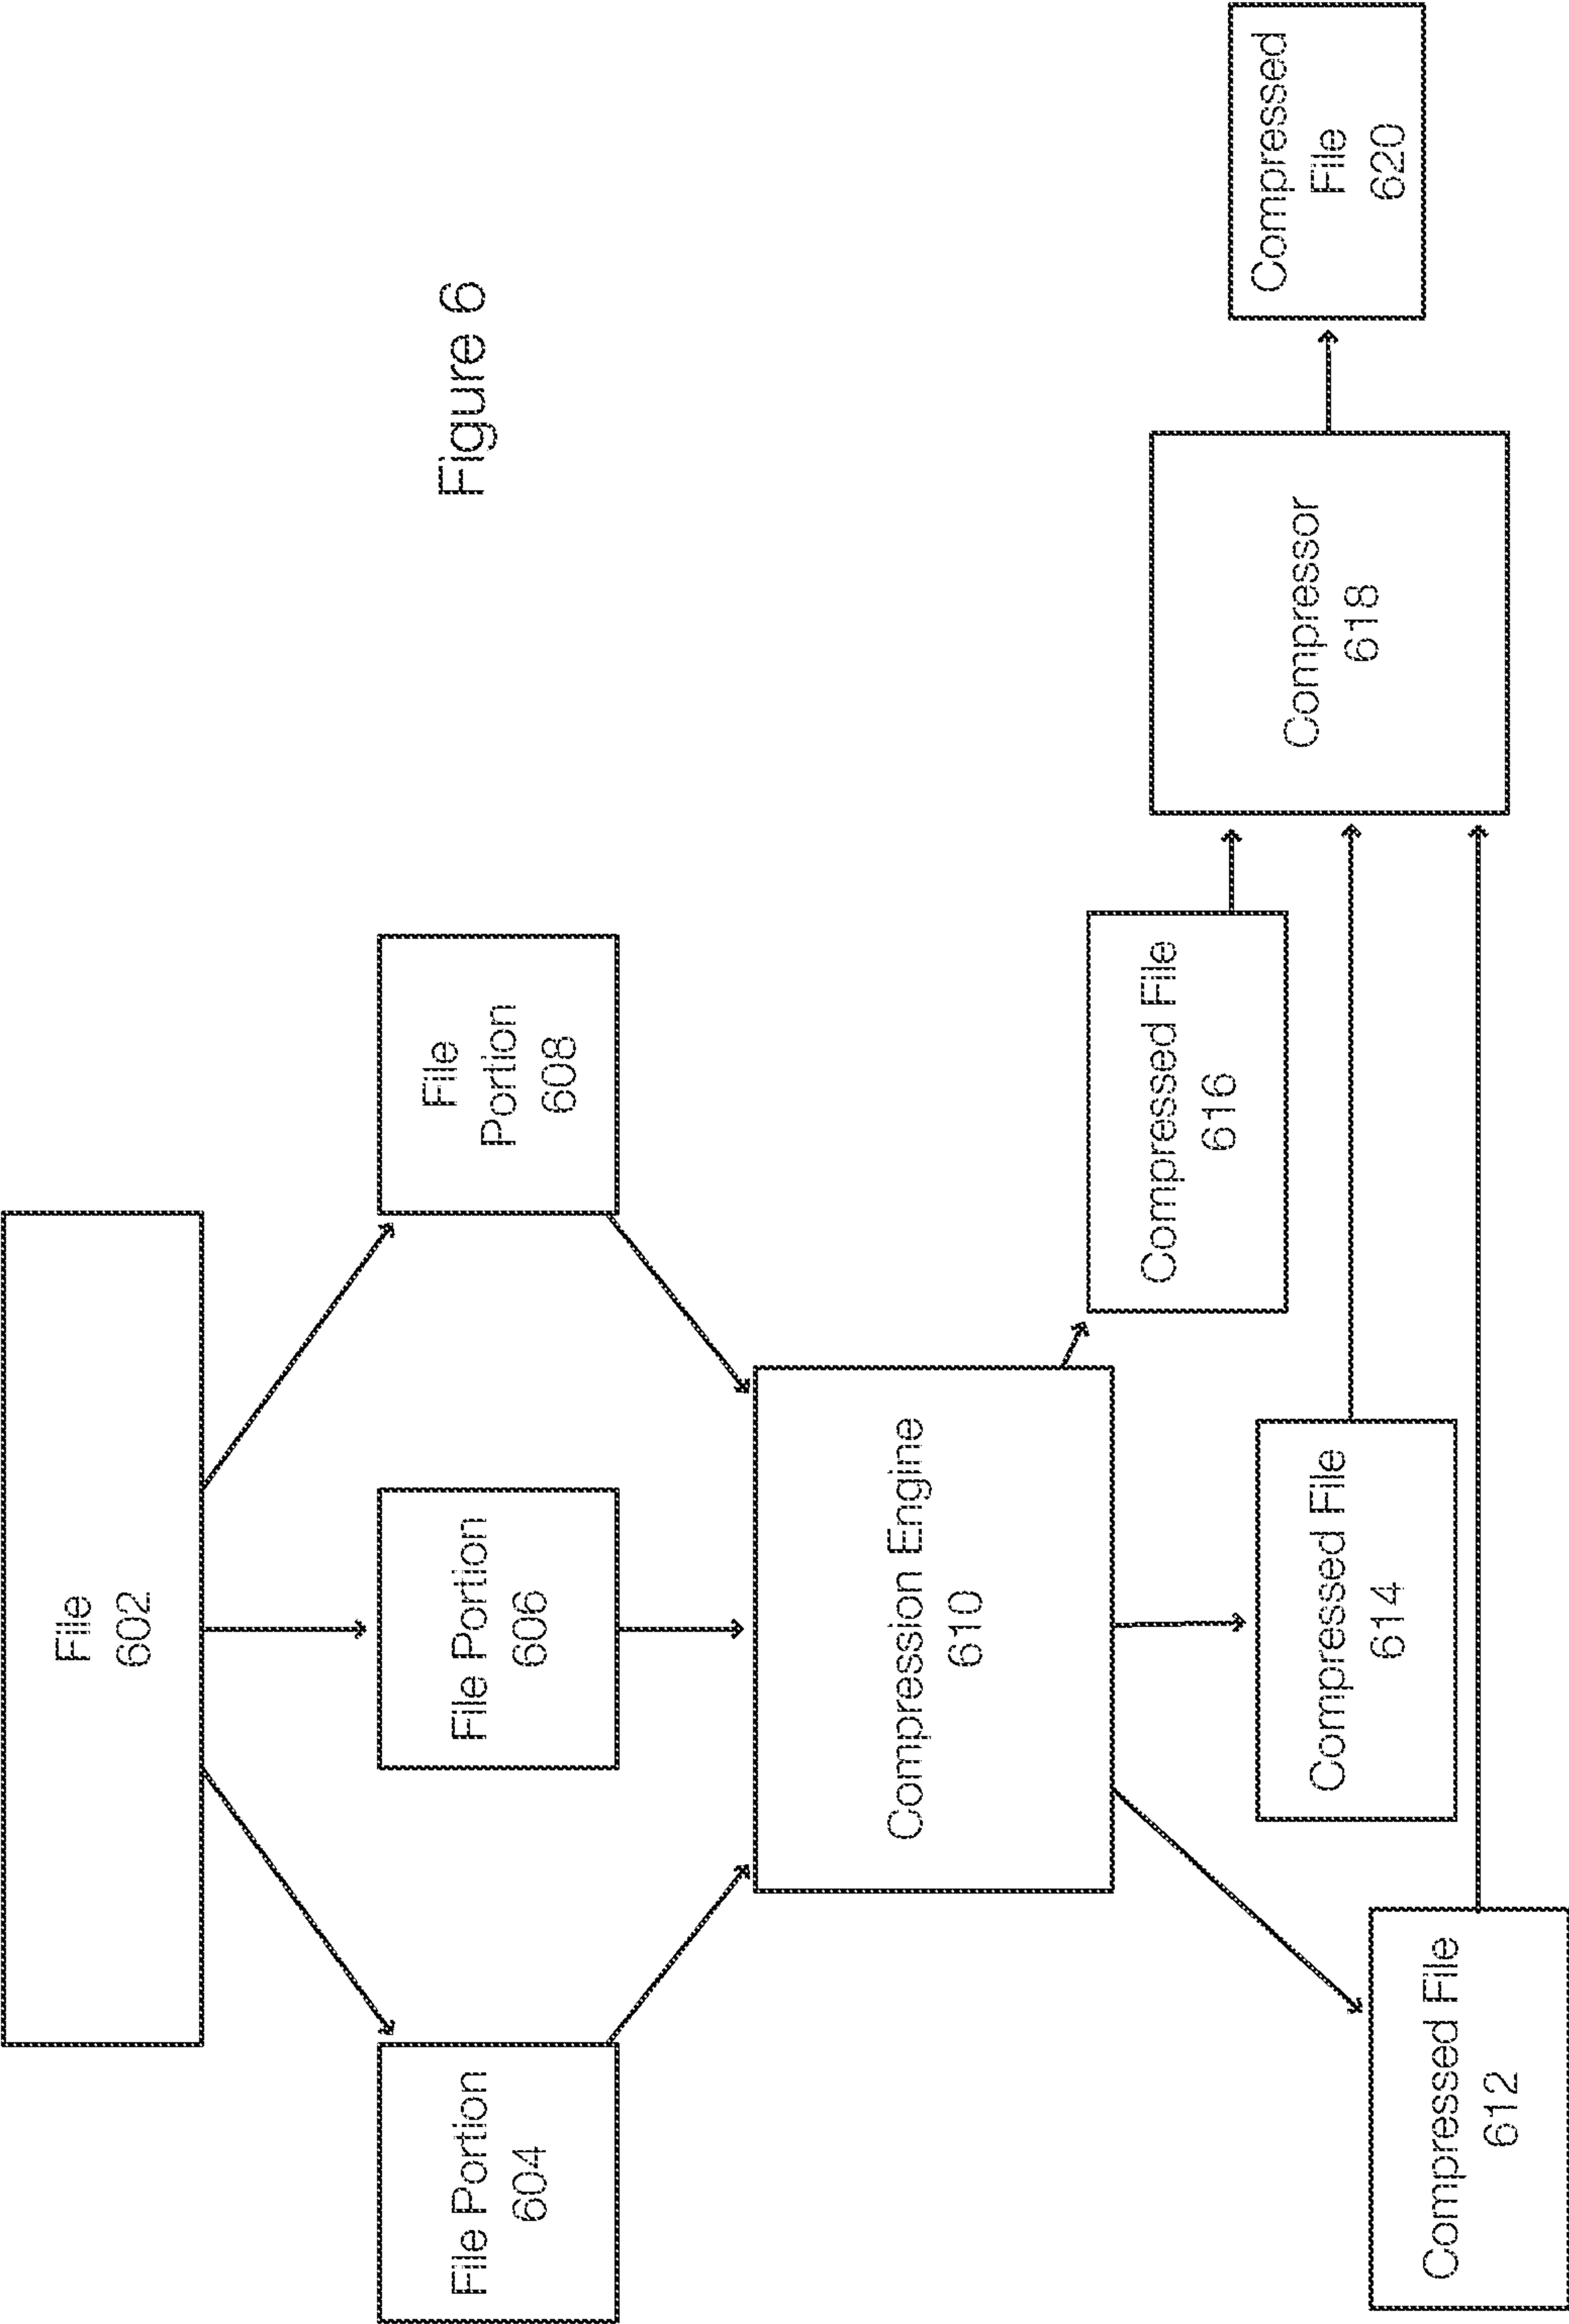 File
602
File Portion
604
File Portion
606
File
Portion
608
Figure 6
Compression Engine
610
Compressed File
612
Compressed File
614
Compressed File
616
Compressor
618
Compressed
File
620